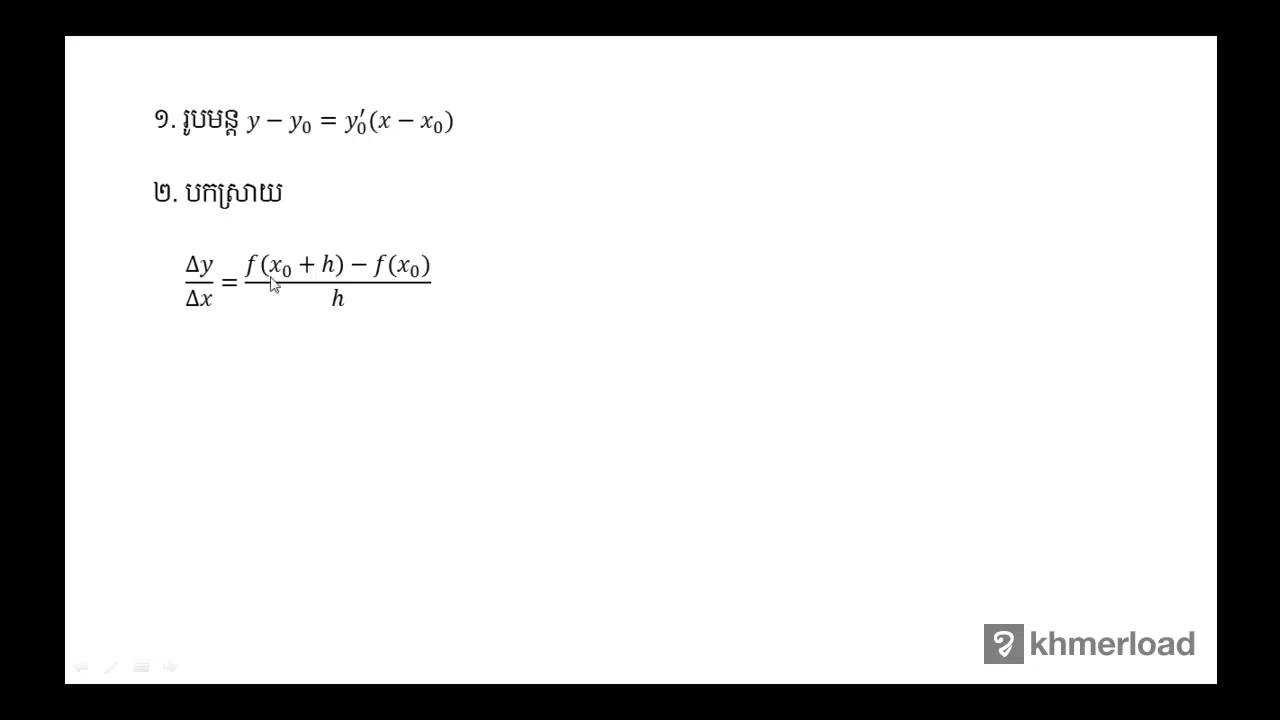 ១. រូបមន្ត y − y₀ = y₀′(x − x₀)
២. បកស្រាយ
Δy/Δx = (f(x₀ + h) − f(x₀))/h
khmerload